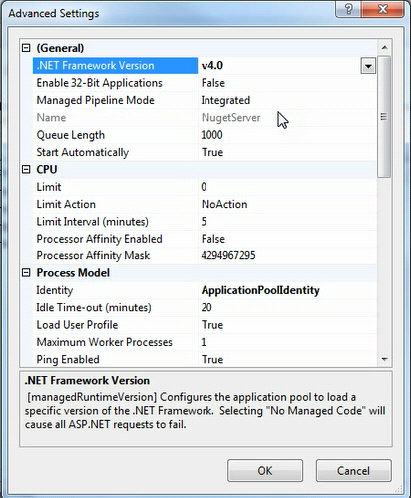 Advanced Settings
(General)
.NET Framework Version v4.0
Enable 32-Bit Applications False
Managed Pipeline Mode Integrated
Name NugetServer
Queue Length 1000
Start Automatically True
CPU
Limit 0
Limit Action NoAction
Limit Interval (minutes) 5
Processor Affinity Enabled False
Processor Affinity Mask 4294967295
Process Model
Identity ApplicationPoolIdentity
Idle Time-out (minutes) 20
Load User Profile True
Maximum Worker Processes 1
Ping Enabled True
.NET Framework Version
[managedRuntimeVersion] Configures the application pool to load a
specific version of the .NET Framework. Selecting "No Managed Code" will
cause all ASP.NET requests to fail.
OK Cancel